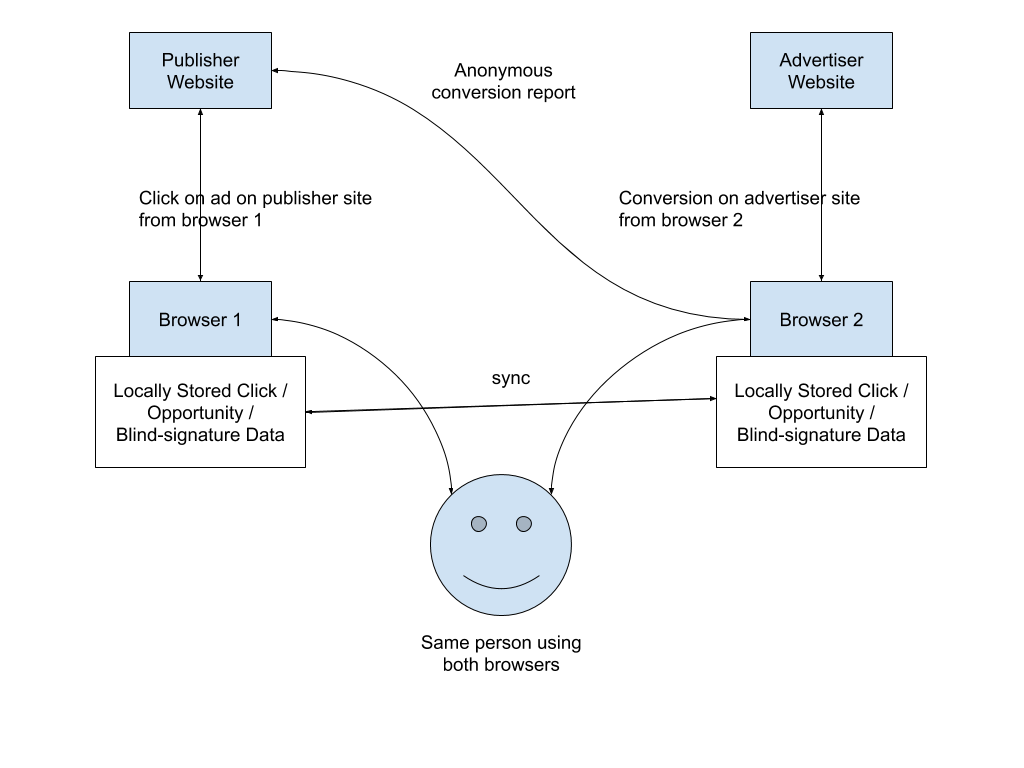 Publisher
Website
Anonymous
conversion report
Advertiser
Website
Click on ad on publisher site
from browser 1
Conversion on advertiser site
from browser 2
Browser 1
Browser 2
Locally Stored Click /
Opportunity /
Blind-signature Data
sync
Locally Stored Click /
Opportunity /
Blind-signature Data
Same person using
both browsers